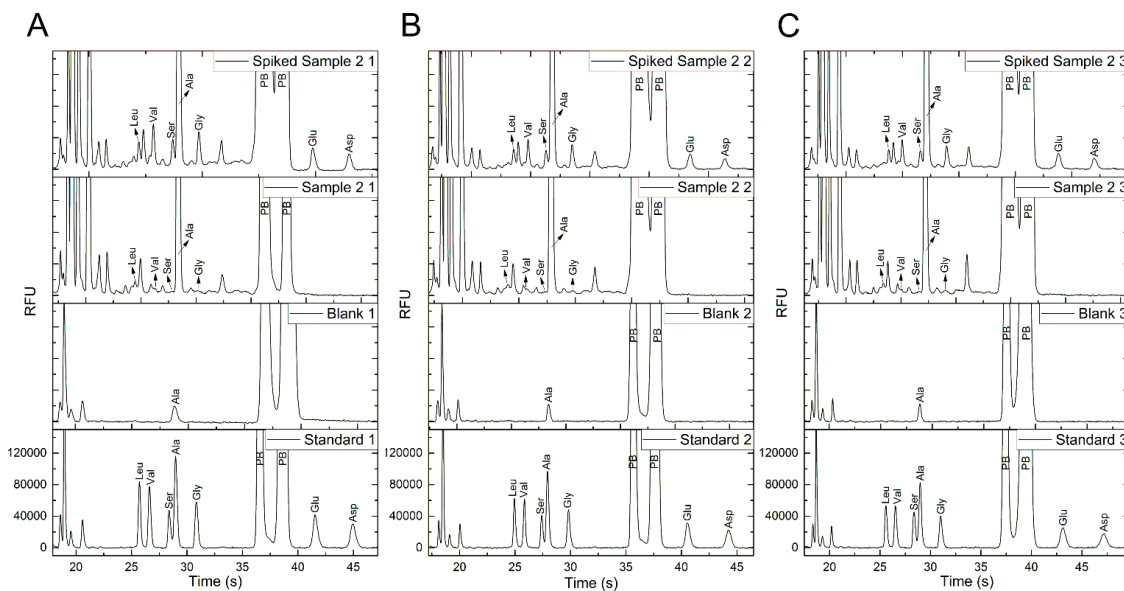 A
B
C
Spiked Sample 2 1
PB
PB
Ala
Leu
Val
Ser
Gly
Glu
Asp
Sample 2 1
PB
PB
Ala
Leu
Val
Ser
Gly
Blank 1
PB
PB
Ala
Standard 1
PB
PB
Leu
Val
Ser
Ala
Gly
Glu
Asp
RFU
120000
80000
40000
0
20 25 30 35 40 45
Time (s)
Spiked Sample 2 2
PB
PB
Ala
Leu
Val
Ser
Gly
Glu
Asp
Sample 2 2
PB
PB
Ala
Leu
Val
Ser
Gly
Blank 2
PB
PB
Ala
Standard 2
PB
PB
Leu
Val
Ser
Ala
Gly
Glu
Asp
RFU
20 25 30 35 40 45
Time (s)
Spiked Sample 2 3
PB
PB
Ala
Leu
Val
Ser
Gly
Glu
Asp
Sample 2 3
PB
PB
Ala
Leu
Val
Ser
Gly
Blank 3
PB
PB
Ala
Standard 3
PB
PB
Leu
Val
Ser
Ala
Gly
Glu
Asp
RFU
120000
80000
40000
0
20 25 30 35 40 45
Time (s)